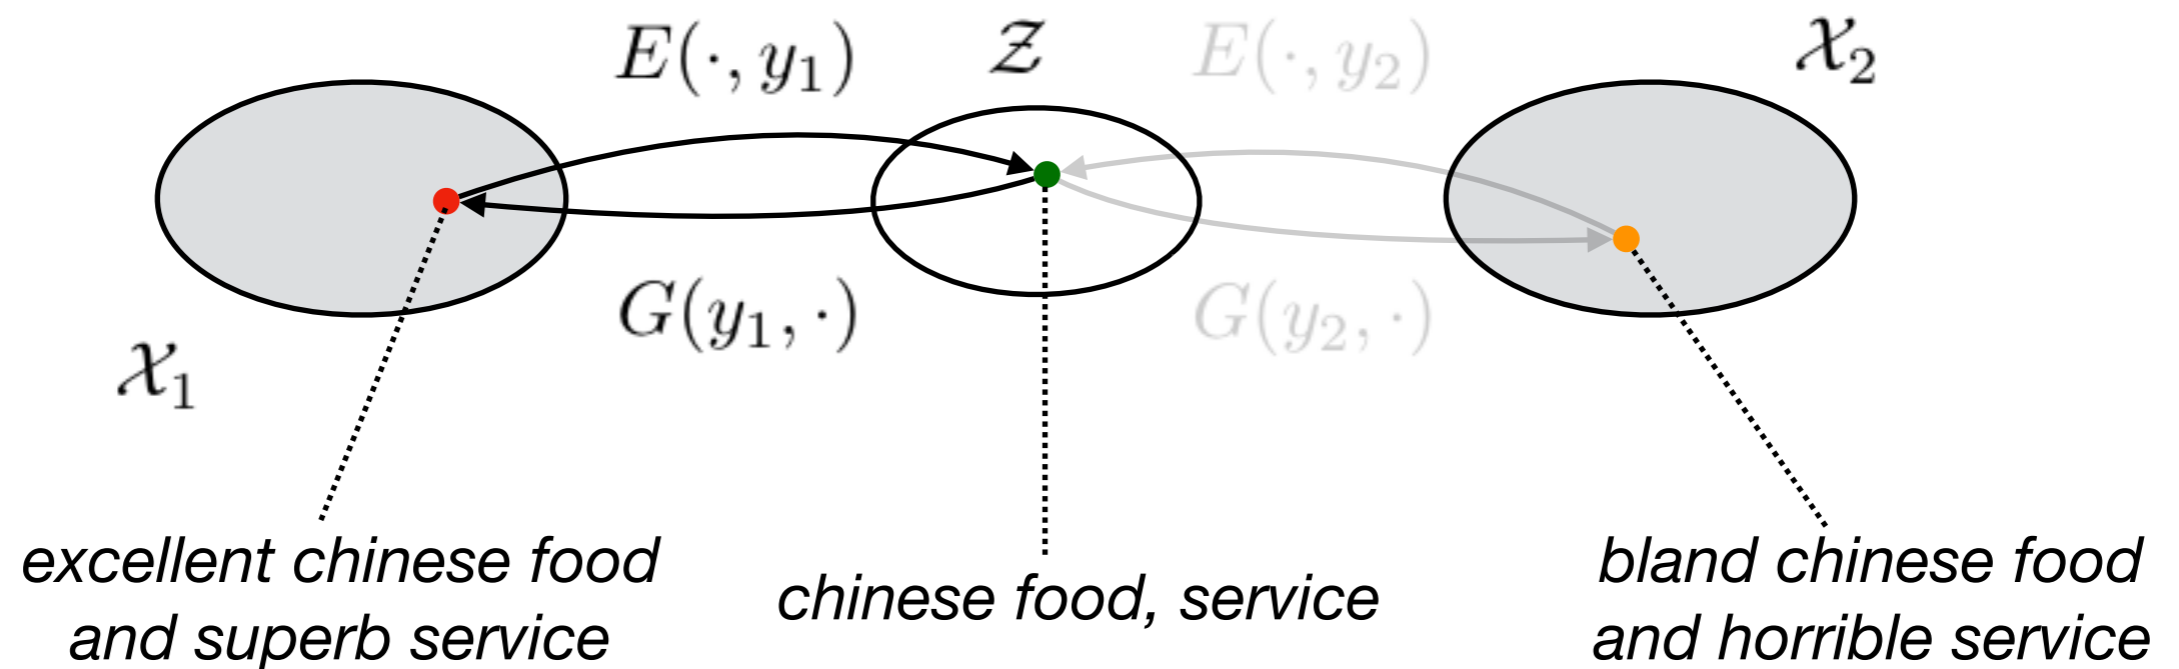 E(·, y₁)
𝒵
E(·, y₂)
𝒳₂
G(y₁, ·)
G(y₂, ·)
𝒳₁
excellent chinese food
and superb service
chinese food, service
bland chinese food
and horrible service